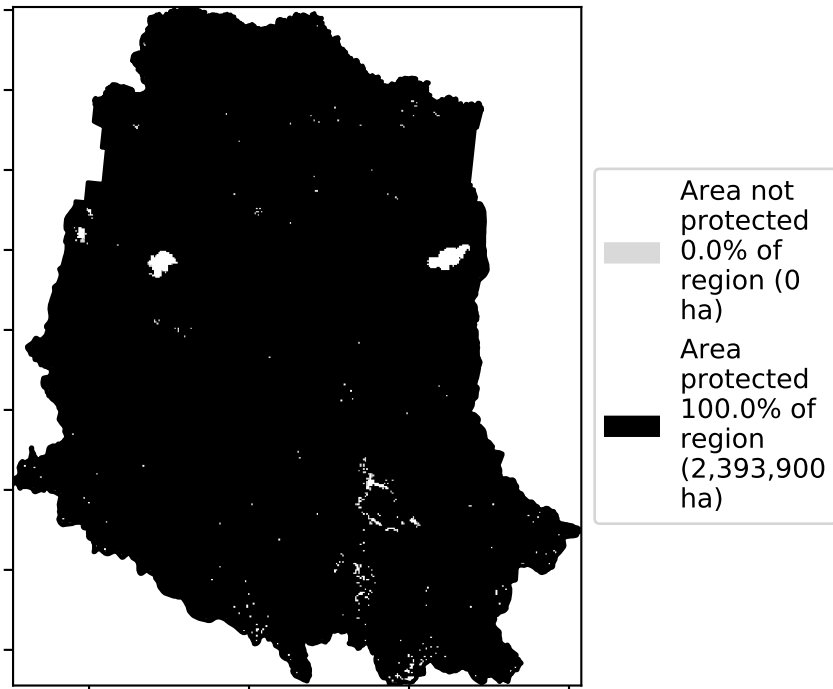 Area not
protected
0.0% of
region (0
ha)
Area
protected
100.0% of
region
(2,393,900
ha)